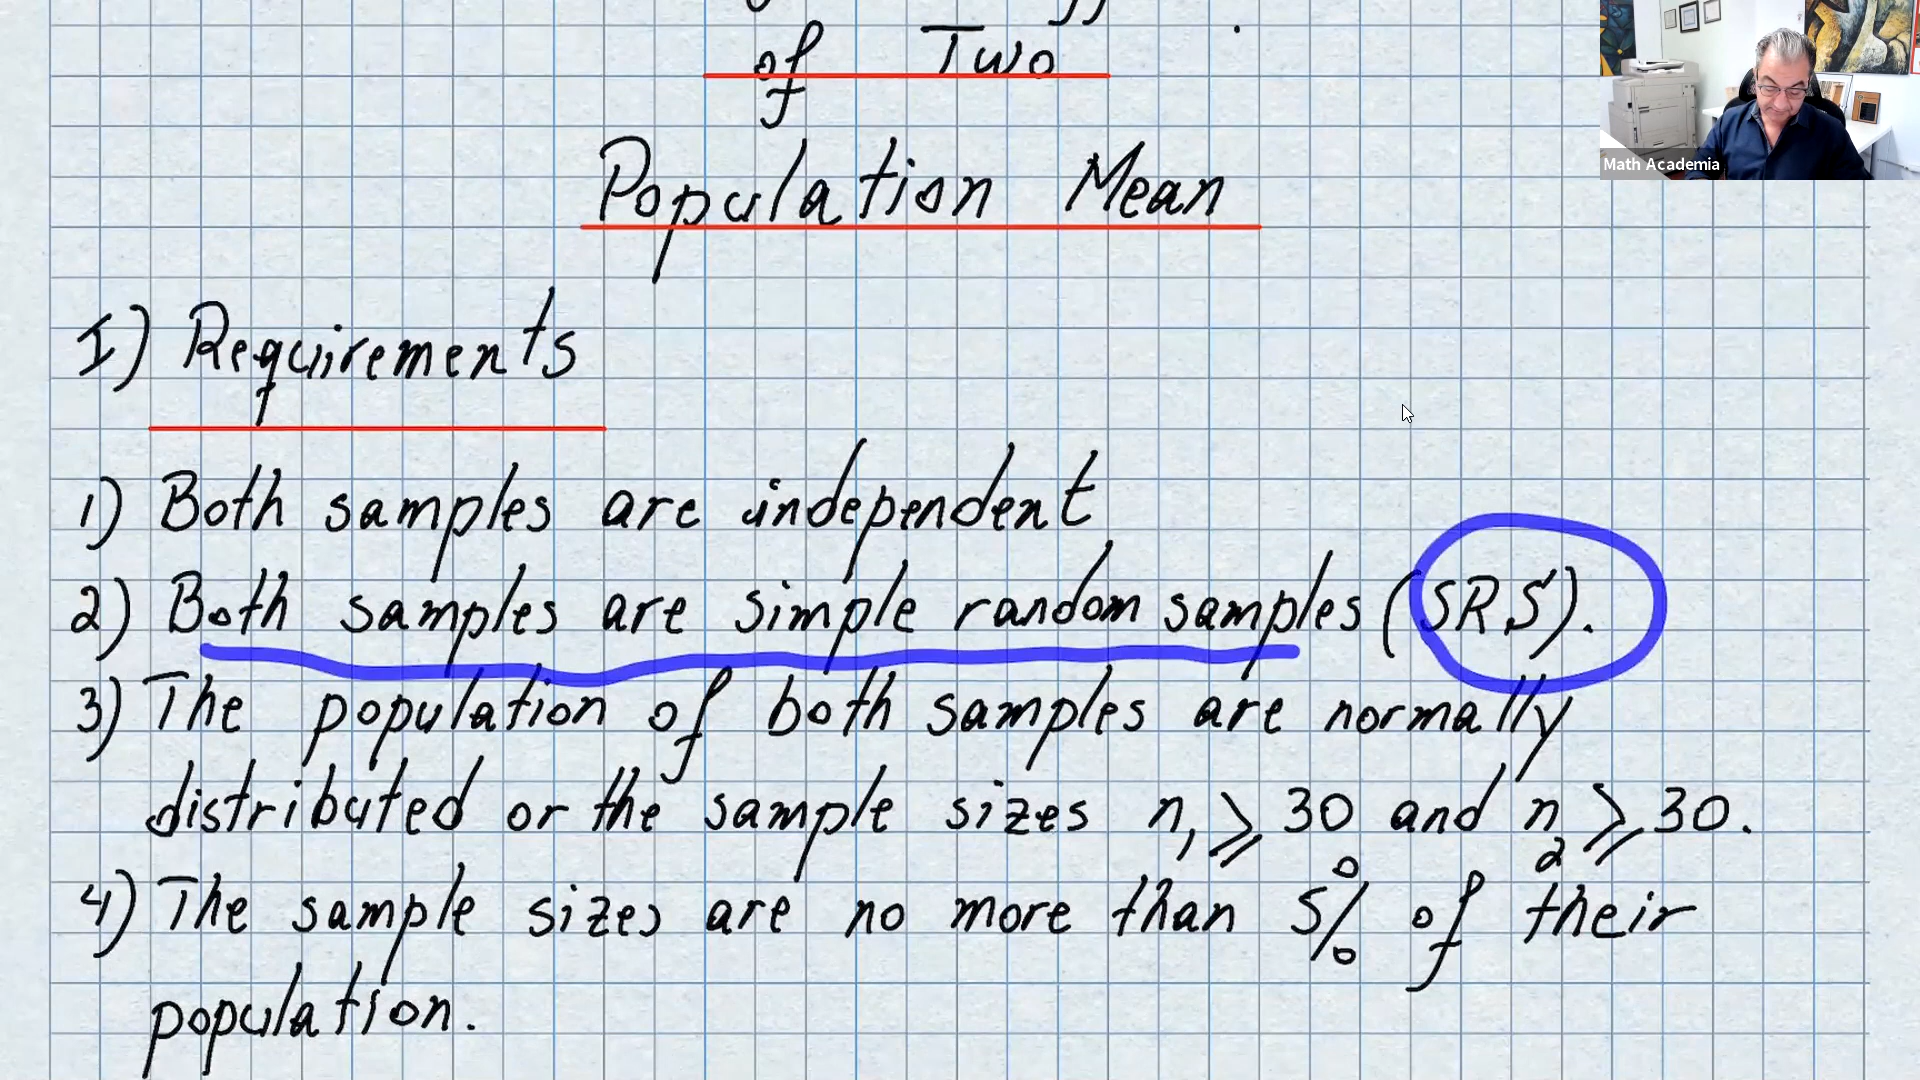 of Two
Math Academia
Population Mean
I) Requirements
1) Both samples are independent
2) Both samples are simple random samples (SRS).
3) The population of both samples are normally
distributed or the sample sizes n₁ ⩾ 30 and n₂ ⩾ 30.
4) The sample sizes are no more than 5% of their
population.